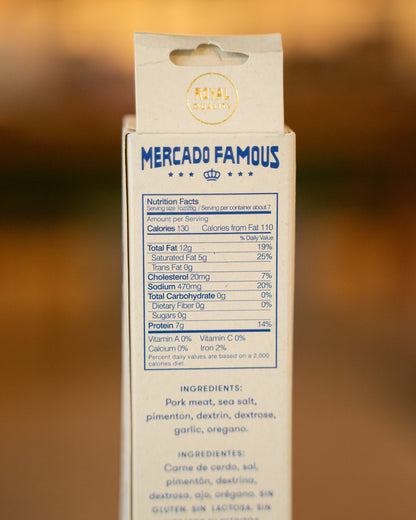 ROYAL
QUALITY
MERCADO FAMOUS
Nutrition Facts
Serving size 1oz/28g / Serving per container about 7
Amount per Serving
Calories 130 Calories from Fat 110
% Daily Value
Total Fat 12g 19%
Saturated Fat 5g 25%
Trans Fat 0g
Cholesterol 20mg 7%
Sodium 470mg 20%
Total Carbohydrate 0g 0%
Dietary Fiber 0g 0%
Sugars 0g
Protein 7g 14%
Vitamin A 0% Vitamin C 0%
Calcium 0% Iron 2%
Percent daily values are based on a 2,000
calories diet.
INGREDIENTS:
Pork meat, sea salt,
pimentón, dextrin, dextrose,
garlic, oregano.
INGREDIENTES:
Carne de cerdo, sal,
pimentón, dextrina,
dextrosa, ajo, orégano. SIN
GLUTEN. SIN LACTOSA. SIN